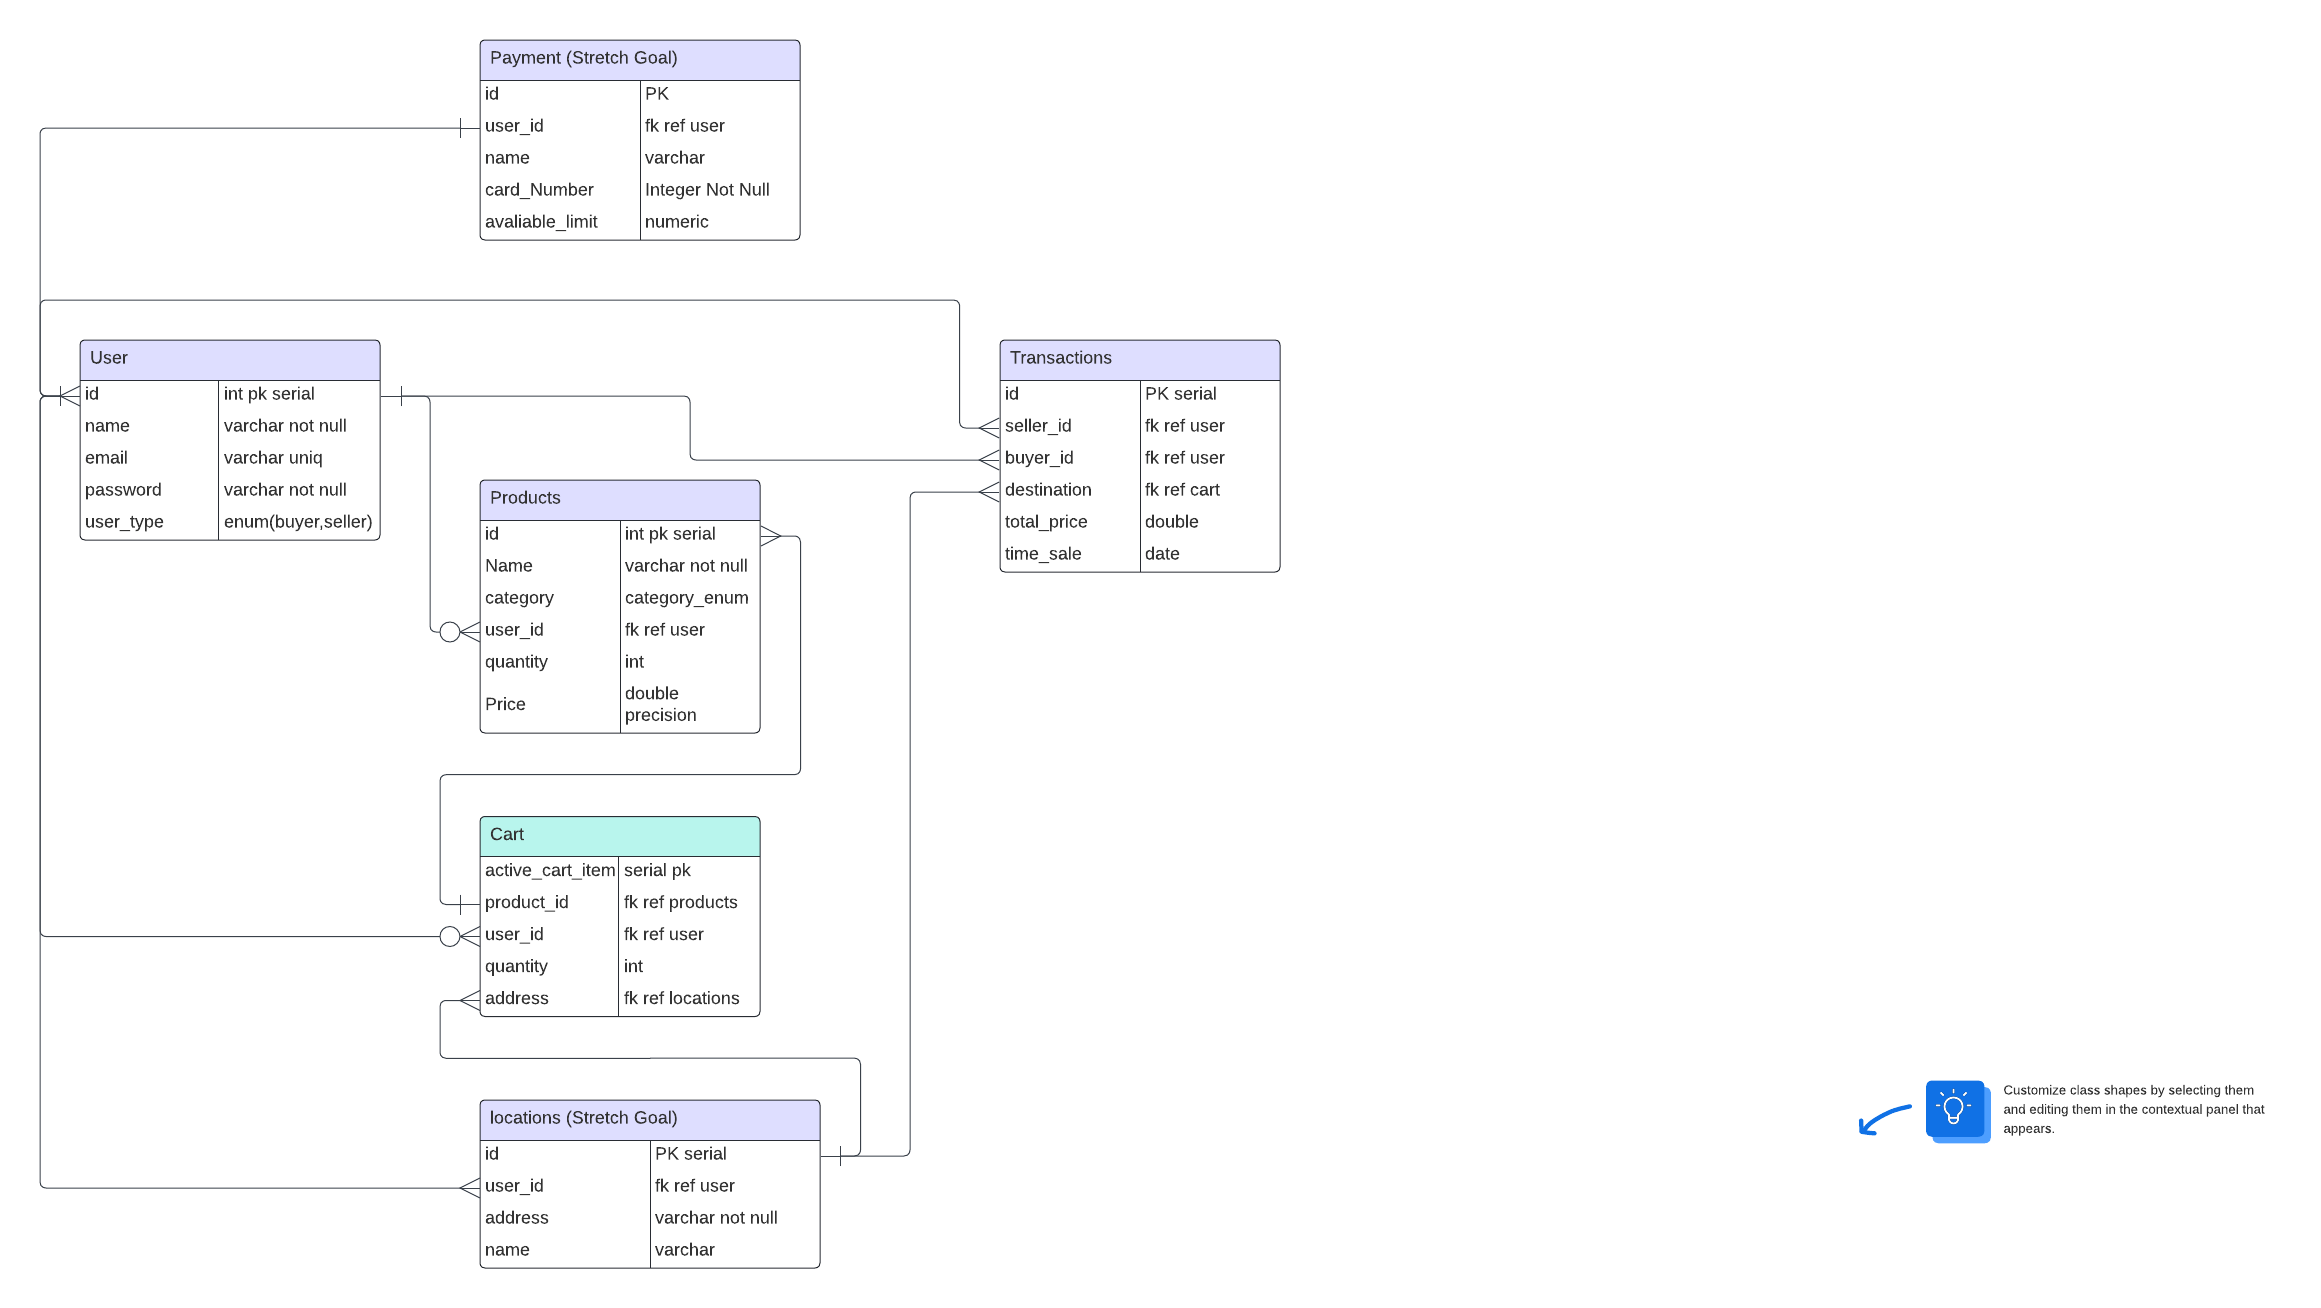 Payment (Stretch Goal)
id PK
user_id fk ref user
name varchar
card_Number Integer Not Null
avaliable_limit numeric
User
id int pk serial
name varchar not null
email varchar uniq
password varchar not null
user_type enum(buyer,seller)
Transactions
id PK serial
seller_id fk ref user
buyer_id fk ref user
destination fk ref cart
total_price double
time_sale date
Products
id int pk serial
Name varchar not null
category category_enum
user_id fk ref user
quantity int
Price double
precision
Cart
active_cart_item serial pk
product_id fk ref products
user_id fk ref user
quantity int
address fk ref locations
locations (Stretch Goal)
id PK serial
user_id fk ref user
address varchar not null
name varchar
Customize class shapes by selecting them
and editing them in the contextual panel that
appears.